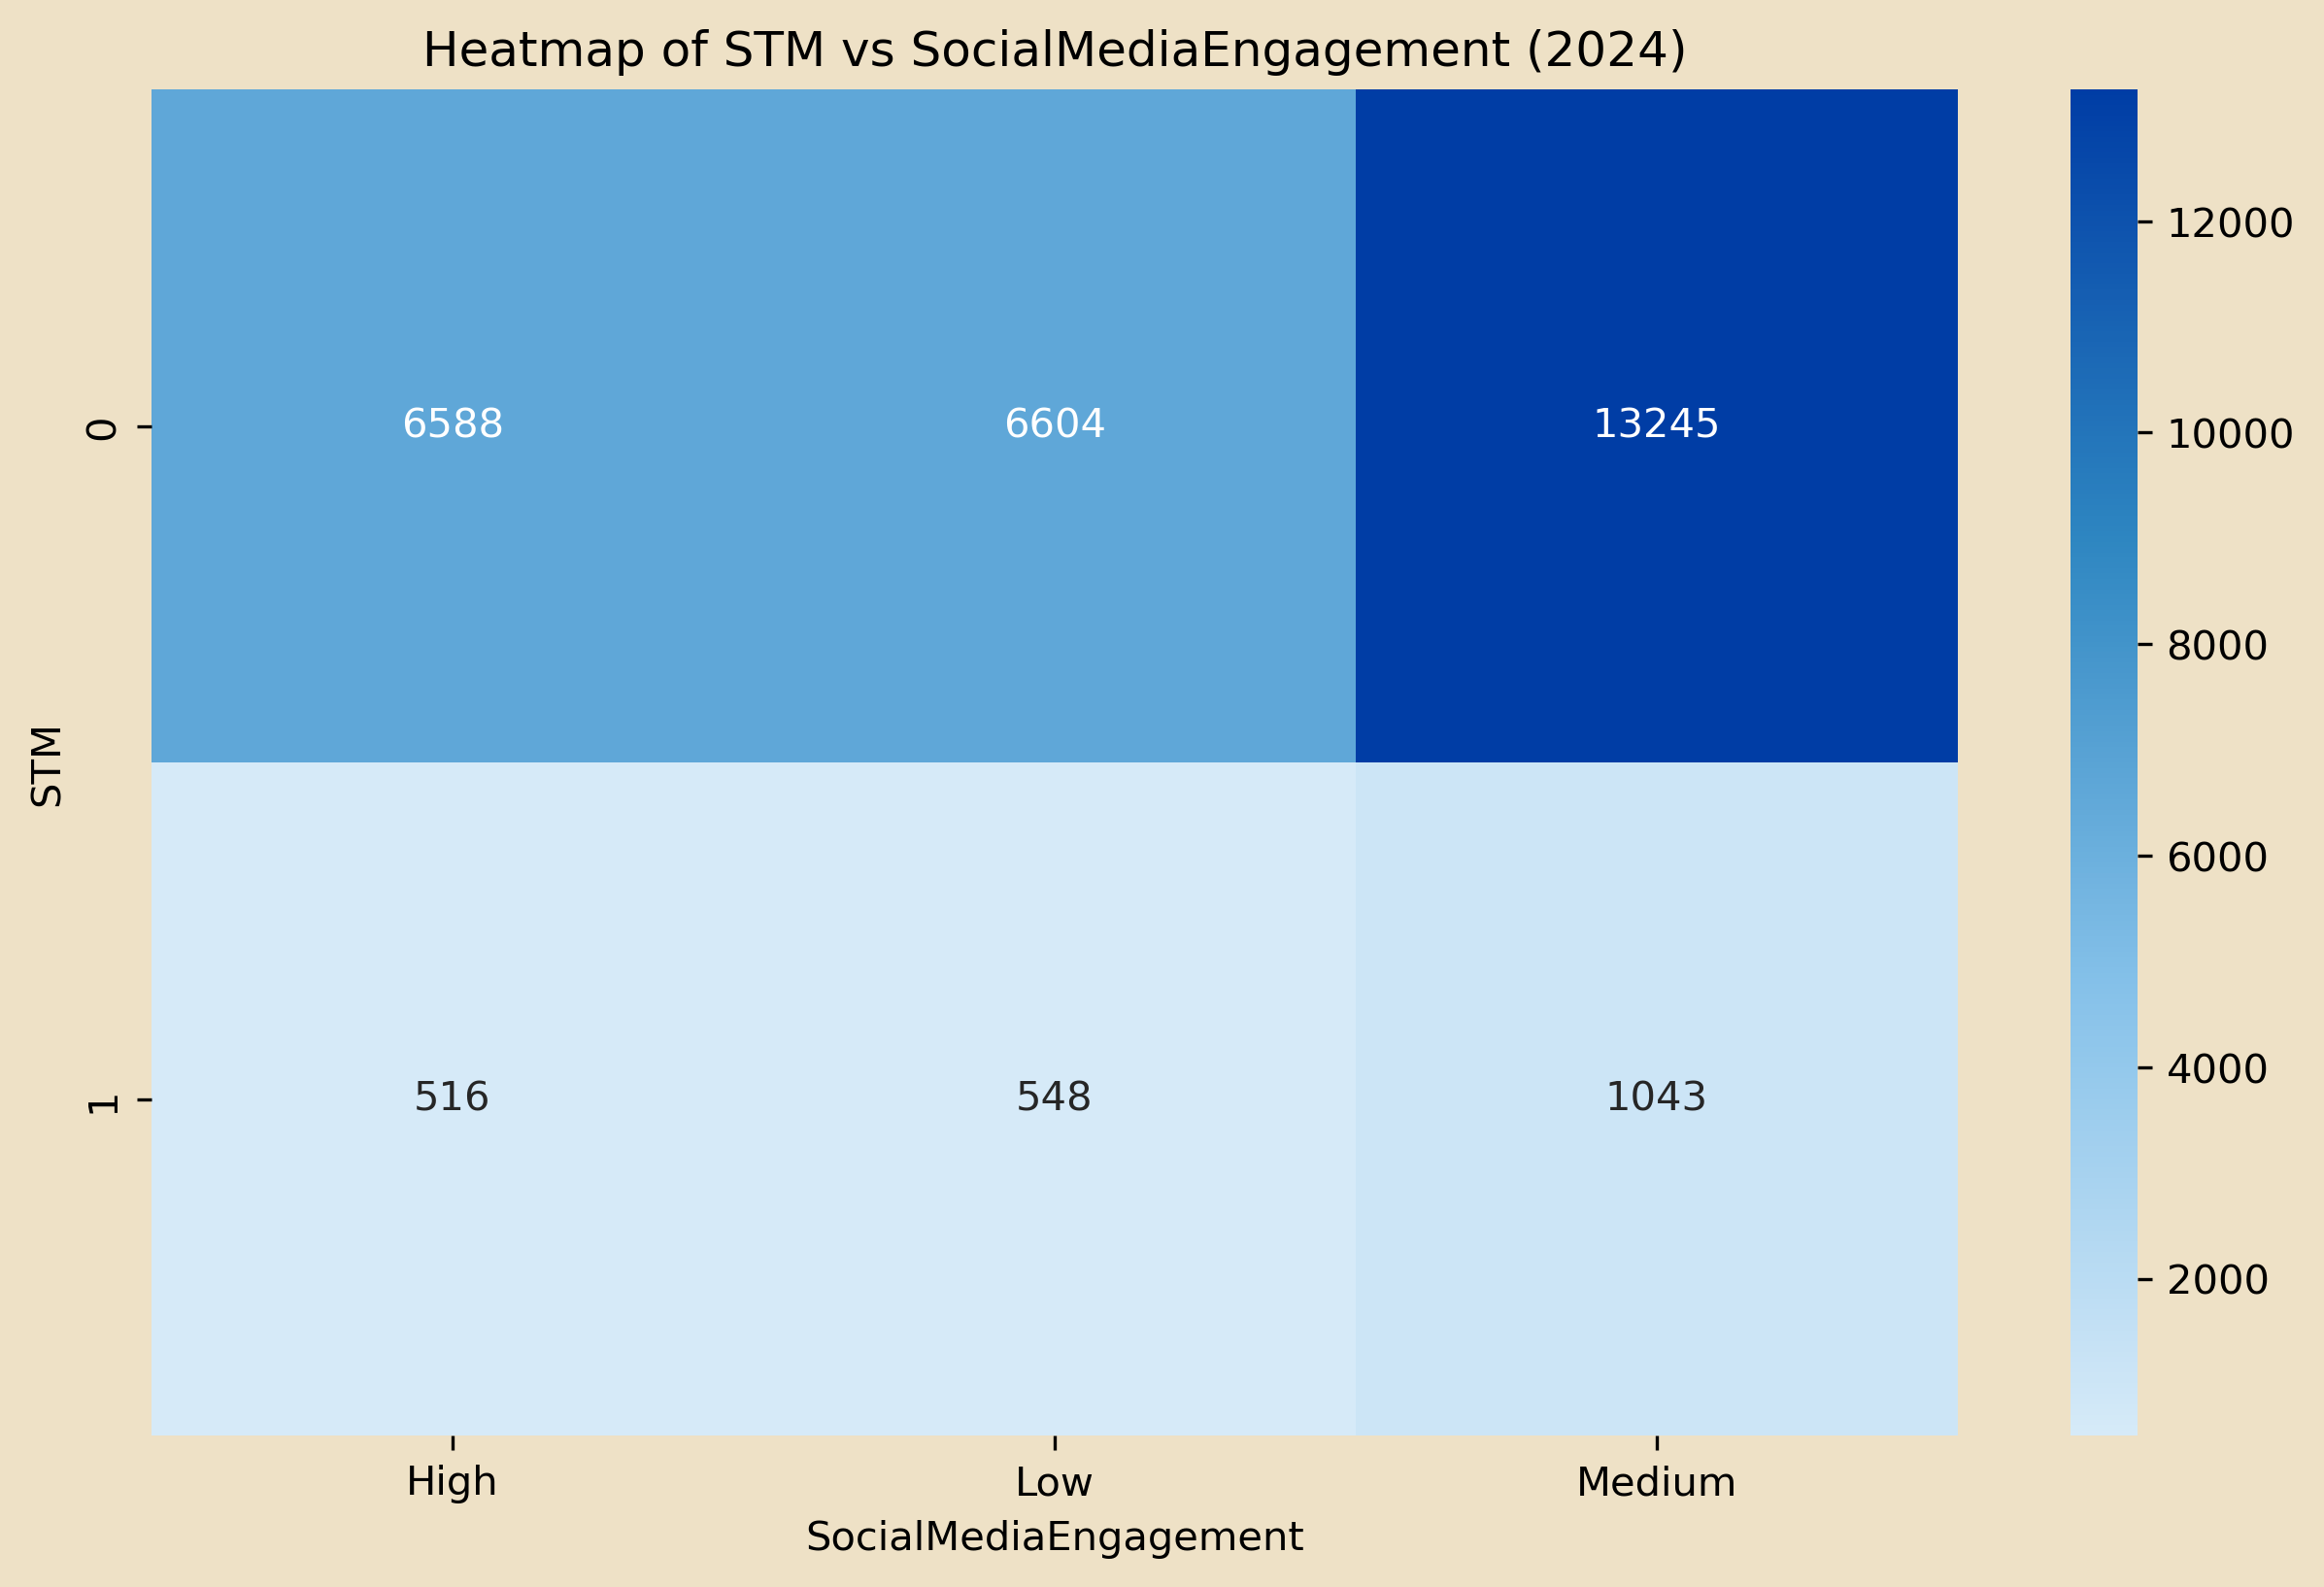 Heatmap of STM vs SocialMediaEngagement (2024)
STM
0
6588
6604
13245
1
516
548
1043
High
Low
Medium
SocialMediaEngagement
12000
10000
8000
6000
4000
2000